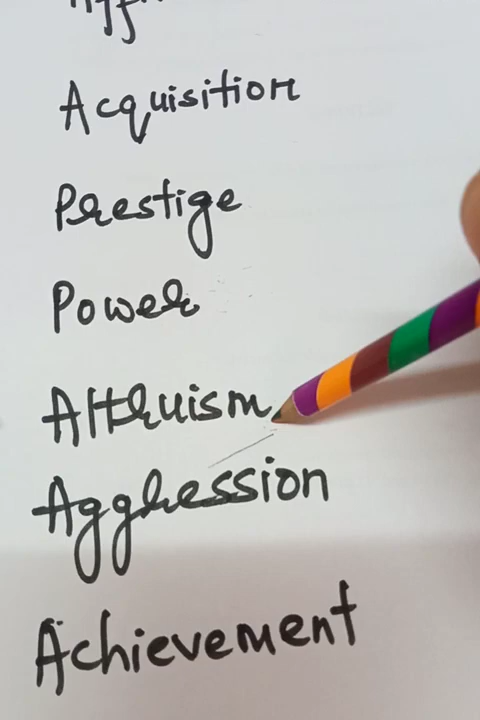 Acquisition
Prestige
Power
Altruism
Aggression
Achievement